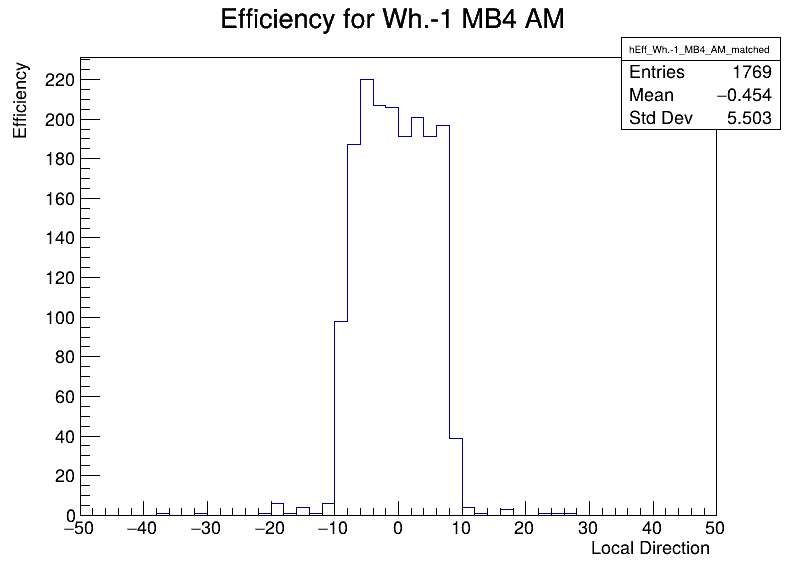 Efficiency for Wh.-1 MB4 AM
hEff_Wh.-1_MB4_AM_matched
Entries 1769
Mean −0.454
Std Dev 5.503
Efficiency
220
200
180
160
140
120
100
80
60
40
20
0
−50 −40 −30 −20 −10 0 10 20 30 40 50
Local Direction